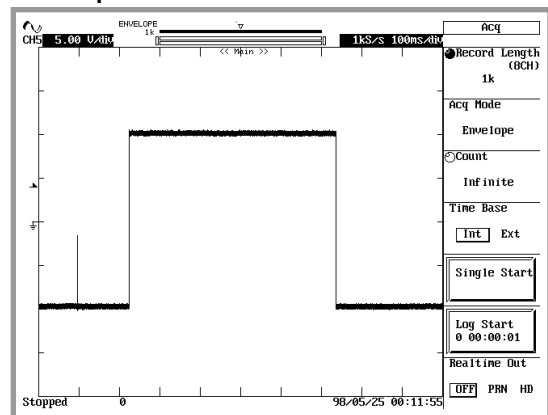 ENVELOPE
1k
CH5 5.00 V/div
1kS/s 100ms/div
<< Main >>
Stopped
0
98/05/25 00:11:55
Acq
Record Length
(8CH)
1k
Acq Mode
Envelope
Count
Infinite
Time Base
Int Ext
Single Start
Log Start
0 00:00:01
Realtime Out
OFF PRN HD